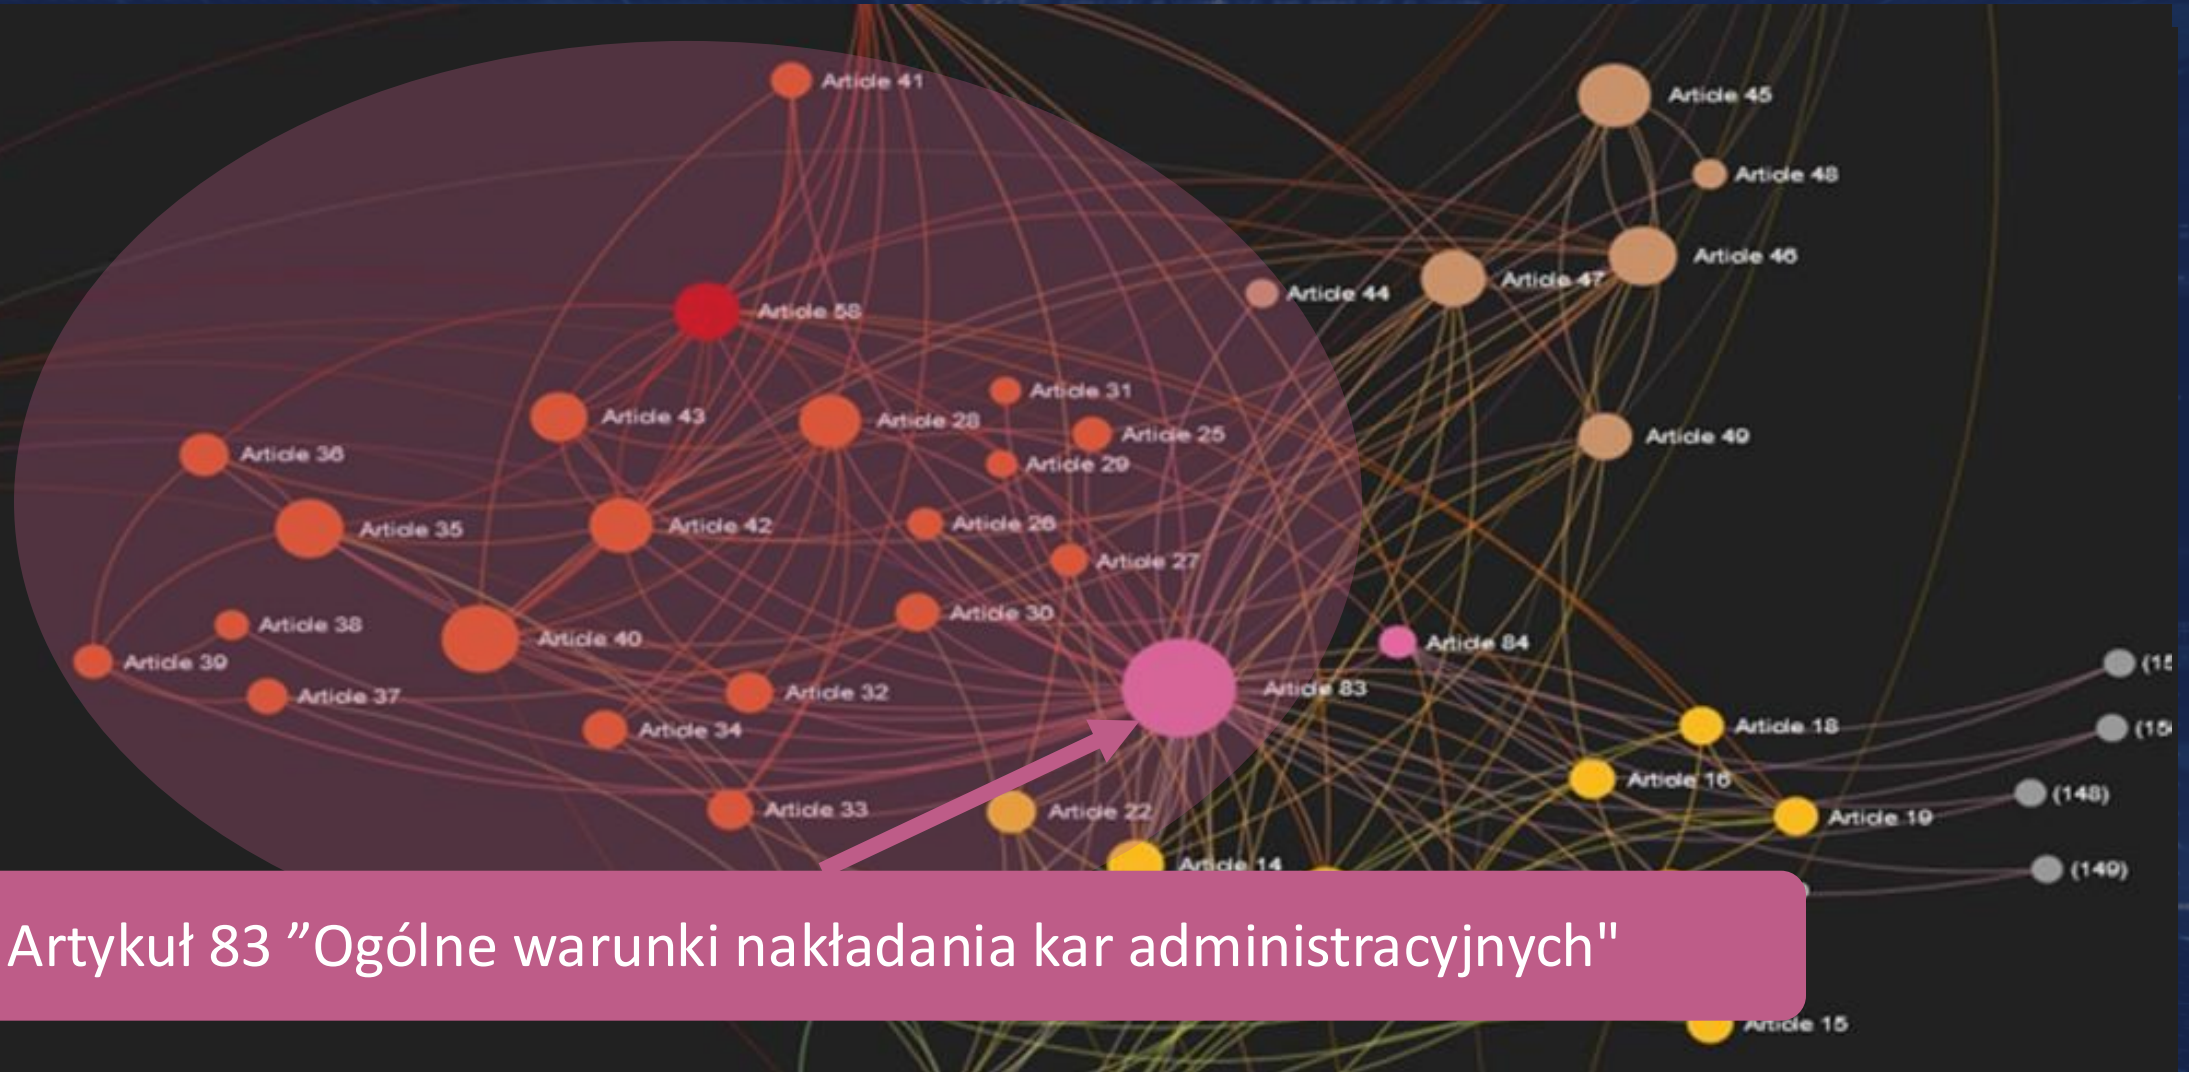 Article 41
Article 45
Article 48
Article 46
Article 47
Article 44
Article 58
Article 31
Article 43
Article 28
Article 25
Article 49
Article 36
Article 29
Article 35
Article 42
Article 26
Article 27
Article 30
Article 38
Article 40
Article 84
Article 39
Article 83
Article 37
Article 32
Article 34
Article 18
Article 16
(148)
Article 33
Article 22
Article 19
Article 14
(149)
Artykuł 83 ”Ogólne warunki nakładania kar administracyjnych"
Article 15